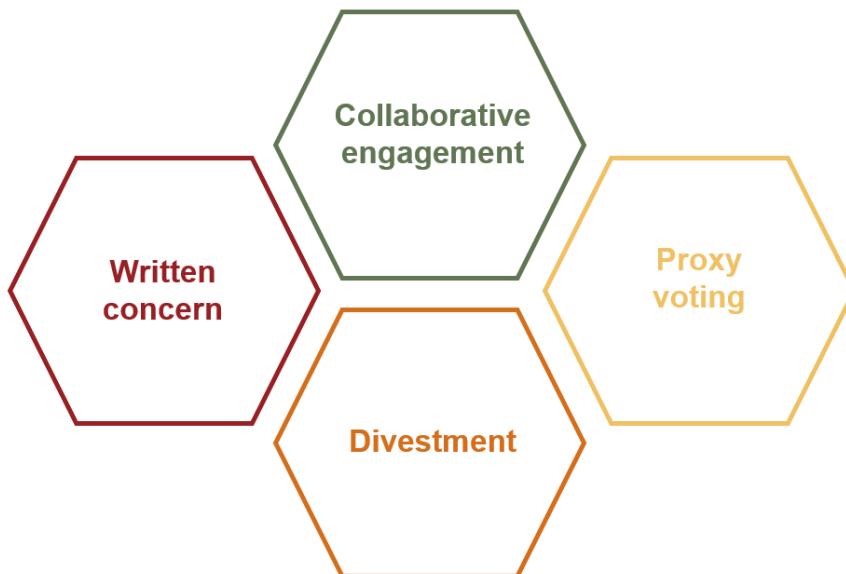 Collaborative
engagement
Written
concern
Proxy
voting
Divestment